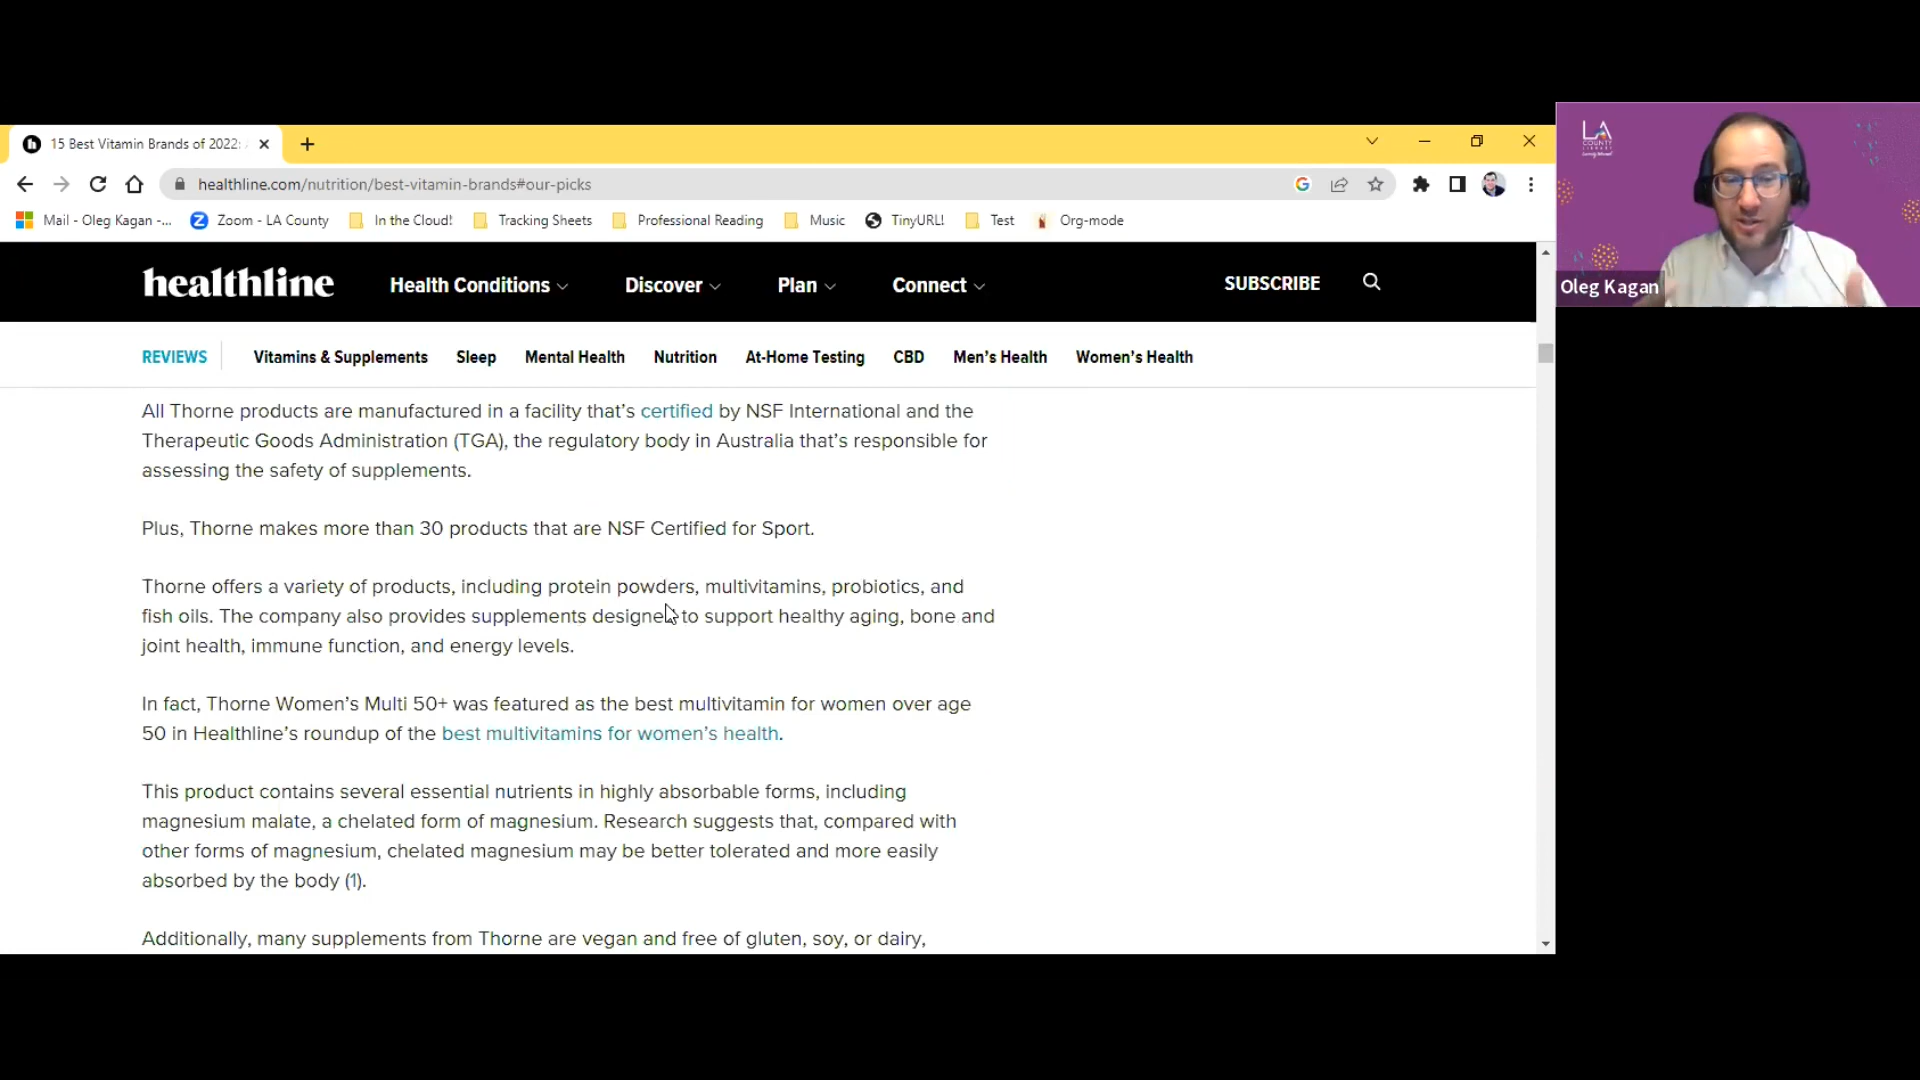 15 Best Vitamin Brands of 2022:
healthline.com/nutrition/best-vitamin-brands#our-picks
Mail - Oleg Kagan -... Zoom - LA County In the Cloud! Tracking Sheets Professional Reading Music TinyURL! Test Org-mode
LA
COUNTY
LIBRARY
Oleg Kagan
healthline Health Conditions Discover Plan Connect SUBSCRIBE
REVIEWS Vitamins & Supplements Sleep Mental Health Nutrition At-Home Testing CBD Men's Health Women's Health
All Thorne products are manufactured in a facility that's certified by NSF International and the
Therapeutic Goods Administration (TGA), the regulatory body in Australia that's responsible for
assessing the safety of supplements.
Plus, Thorne makes more than 30 products that are NSF Certified for Sport.
Thorne offers a variety of products, including protein powders, multivitamins, probiotics, and
fish oils. The company also provides supplements designed to support healthy aging, bone and
joint health, immune function, and energy levels.
In fact, Thorne Women's Multi 50+ was featured as the best multivitamin for women over age
50 in Healthline's roundup of the best multivitamins for women's health.
This product contains several essential nutrients in highly absorbable forms, including
magnesium malate, a chelated form of magnesium. Research suggests that, compared with
other forms of magnesium, chelated magnesium may be better tolerated and more easily
absorbed by the body (1).
Additionally, many supplements from Thorne are vegan and free of gluten, soy, or dairy,